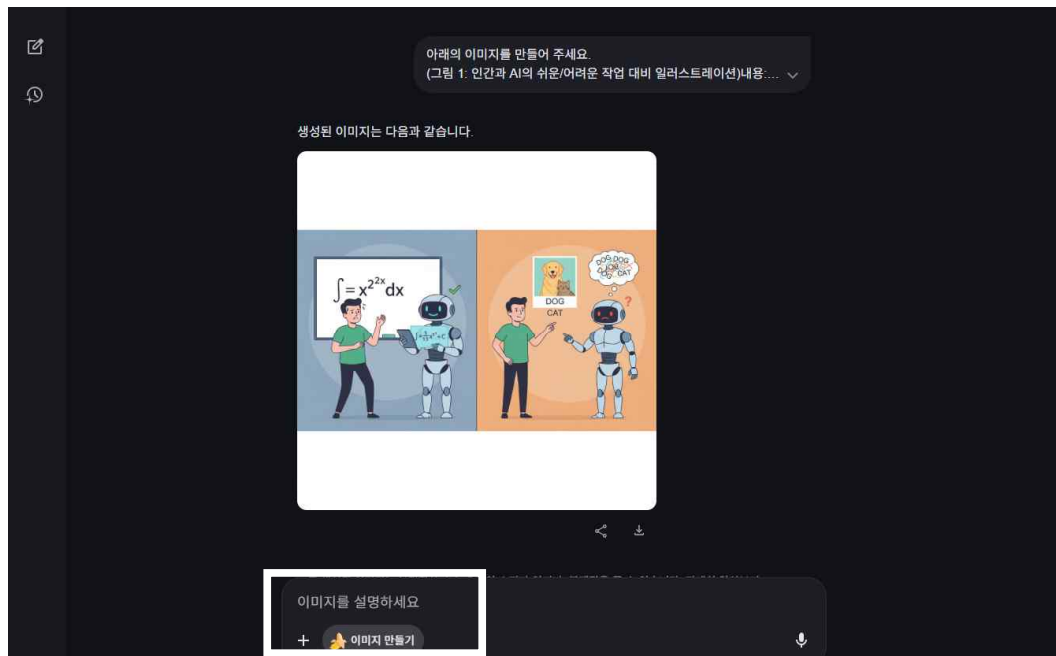 아래의 이미지를 만들어 주세요.
(그림 1: 인간과 AI의 쉬운/어려운 작업 대비 일러스트레이션)내용:...
생성된 이미지는 다음과 같습니다.
∫=x^2^2x dx
DOG
CAT
DOG DOG
DOG CAT
?
이미지를 설명하세요
이미지 만들기